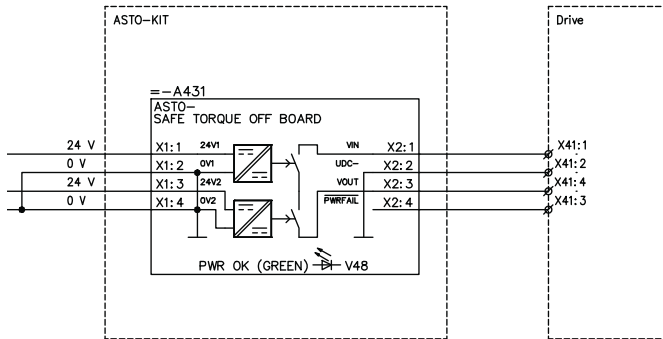 ASTO-KIT
Drive
=-A431
ASTO-
SAFE TORQUE OFF BOARD
24 V X1:1 24V1 VIN X2:1 X41:1
0 V X1:2 0V1 UDC- X2:2 X41:2
24 V X1:3 24V2 VOUT X2:3 X41:4
0 V X1:4 0V2 PWRFAIL X2:4 X41:3
PWR OK (GREEN) V48